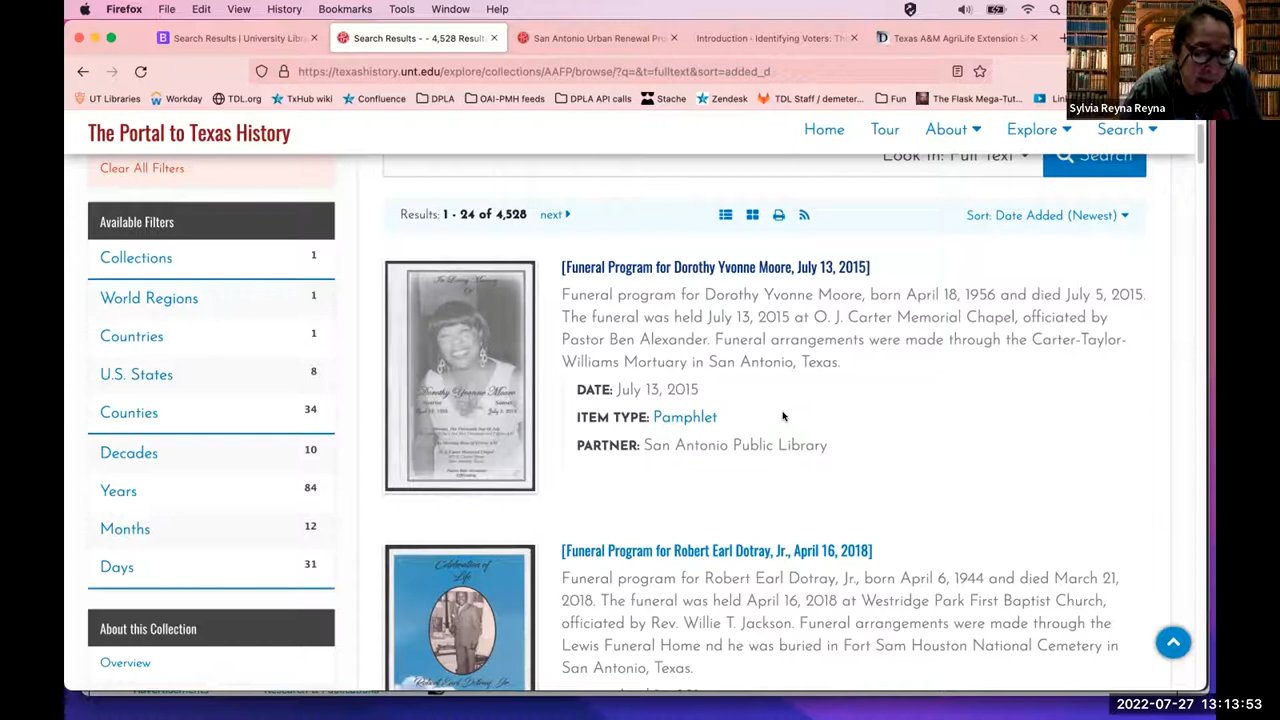 Firefox File Edit View History Bookmarks Tools Window Help
Search Results | University Lib
Search Results - - 4,528 Result
San Antonio Urban Renewal Pro
Introduction · Identifying Voters: Th
Texas A&M AgriLife Extension S
https://texashistory.unt.edu/explore/collections/AAFP/browse/?q=&t=fulltext&sort=added_d
UT Libraries Workday TDL.org TxHub wiki Confluence DPLA OAI-PMH feeds DPLA API calls Stache Zendesk TDL Staff / demeter... Fun The Flask Mega-Tut...
Sylvia Reyna Reyna
The Portal to Texas History
Home Tour About Explore Search
Clear All Filters
Look in: Full Text
Search
Available Filters
Collections 1
World Regions 1
Countries 1
U.S. States 8
Counties 34
Decades 10
Years 84
Months 12
Days 31
About this Collection
Overview
Results: 1 - 24 of 4,528 next
Sort: Date Added (Newest)
In Loving Memory
Of
Dorothy Yvonne Moore
[Funeral Program for Dorothy Yvonne Moore, July 13, 2015]
Funeral program for Dorothy Yvonne Moore, born April 18, 1956 and died July 5, 2015.
The funeral was held July 13, 2015 at O. J. Carter Memorial Chapel, officiated by
Pastor Ben Alexander. Funeral arrangements were made through the Carter-Taylor-
Williams Mortuary in San Antonio, Texas.
DATE: July 13, 2015
ITEM TYPE: Pamphlet
PARTNER: San Antonio Public Library
Celebration of
Life
Robert Earl Dotray, Jr.
[Funeral Program for Robert Earl Dotray, Jr., April 16, 2018]
Funeral program for Robert Earl Dotray, Jr., born April 6, 1944 and died March 21,
2018. The funeral was held April 16, 2018 at Westridge Park First Baptist Church,
officiated by Rev. Willie T. Jackson. Funeral arrangements were made through the
Lewis Funeral Home nd he was buried in Fort Sam Houston National Cemetery in
San Antonio, Texas.
2022-07-27 13:13:53